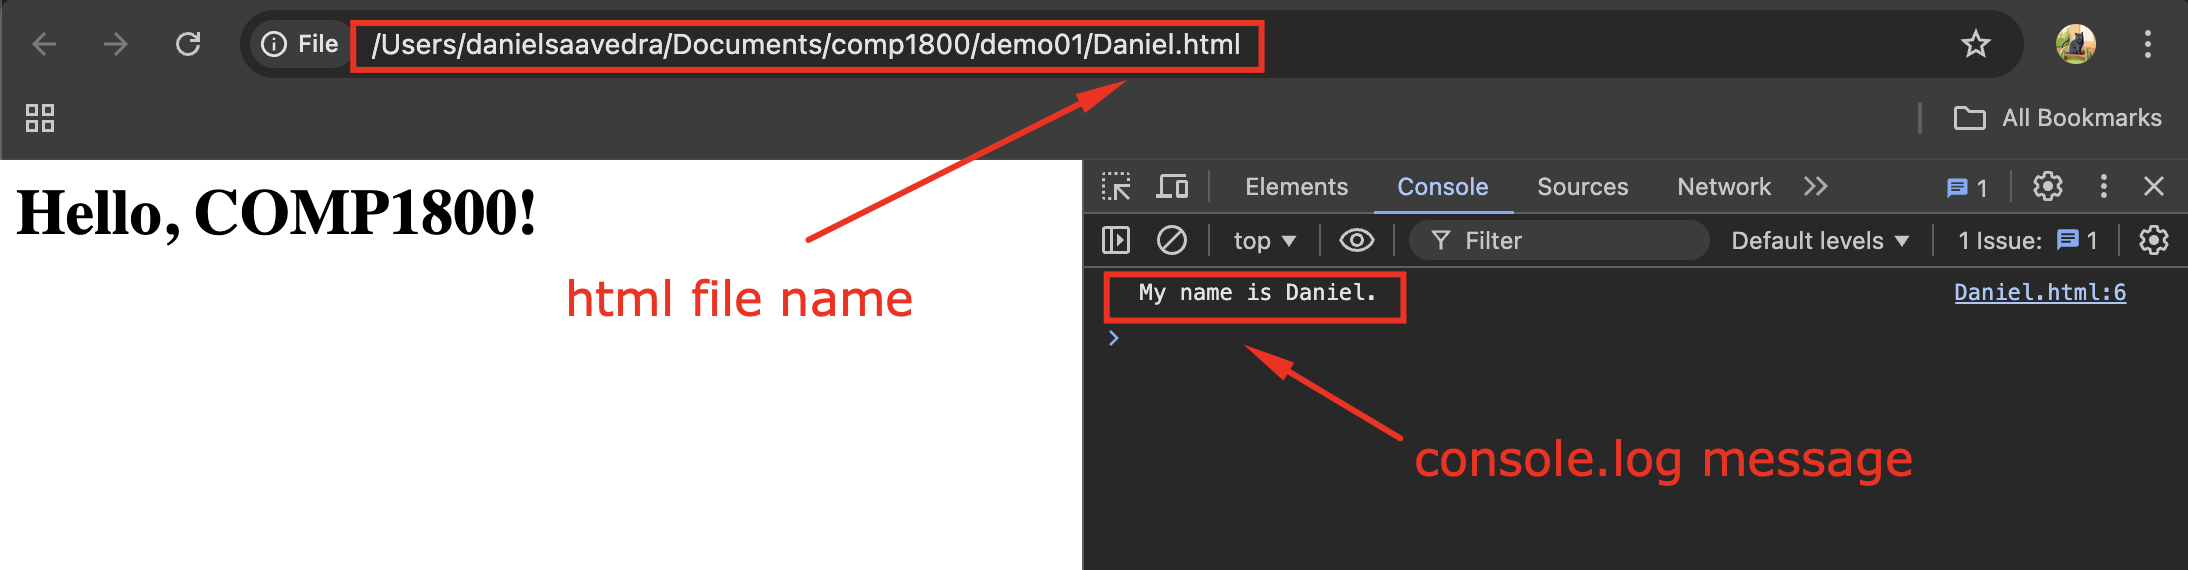 File /Users/danielsaavedra/Documents/comp1800/demo01/Daniel.html
All Bookmarks
Hello, COMP1800!
html file name
Elements Console Sources Network 1
top Filter Default levels 1 Issue: 1
My name is Daniel. Daniel.html:6
console.log message